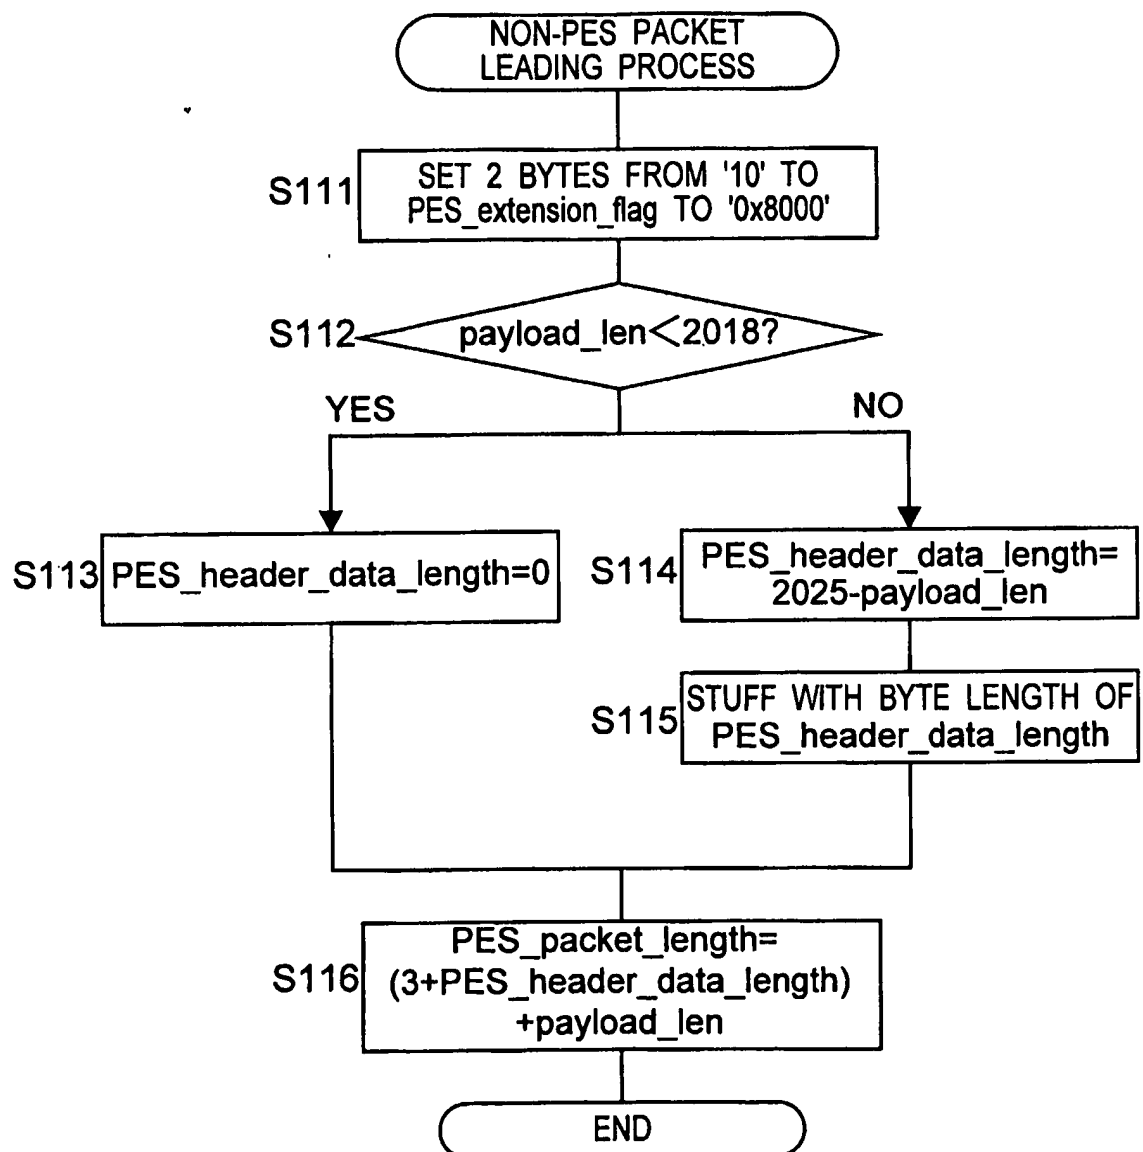 NON-PES PACKET
LEADING PROCESS
S111
SET 2 BYTES FROM '10' TO
PES_extension_flag TO '0x8000'
S112
payload_len<2018?
YES
NO
S113
PES_header_data_length=0
S114
PES_header_data_length=
2025-payload_len
S115
STUFF WITH BYTE LENGTH OF
PES_header_data_length
S116
PES_packet_length=
(3+PES_header_data_length)
+payload_len
END